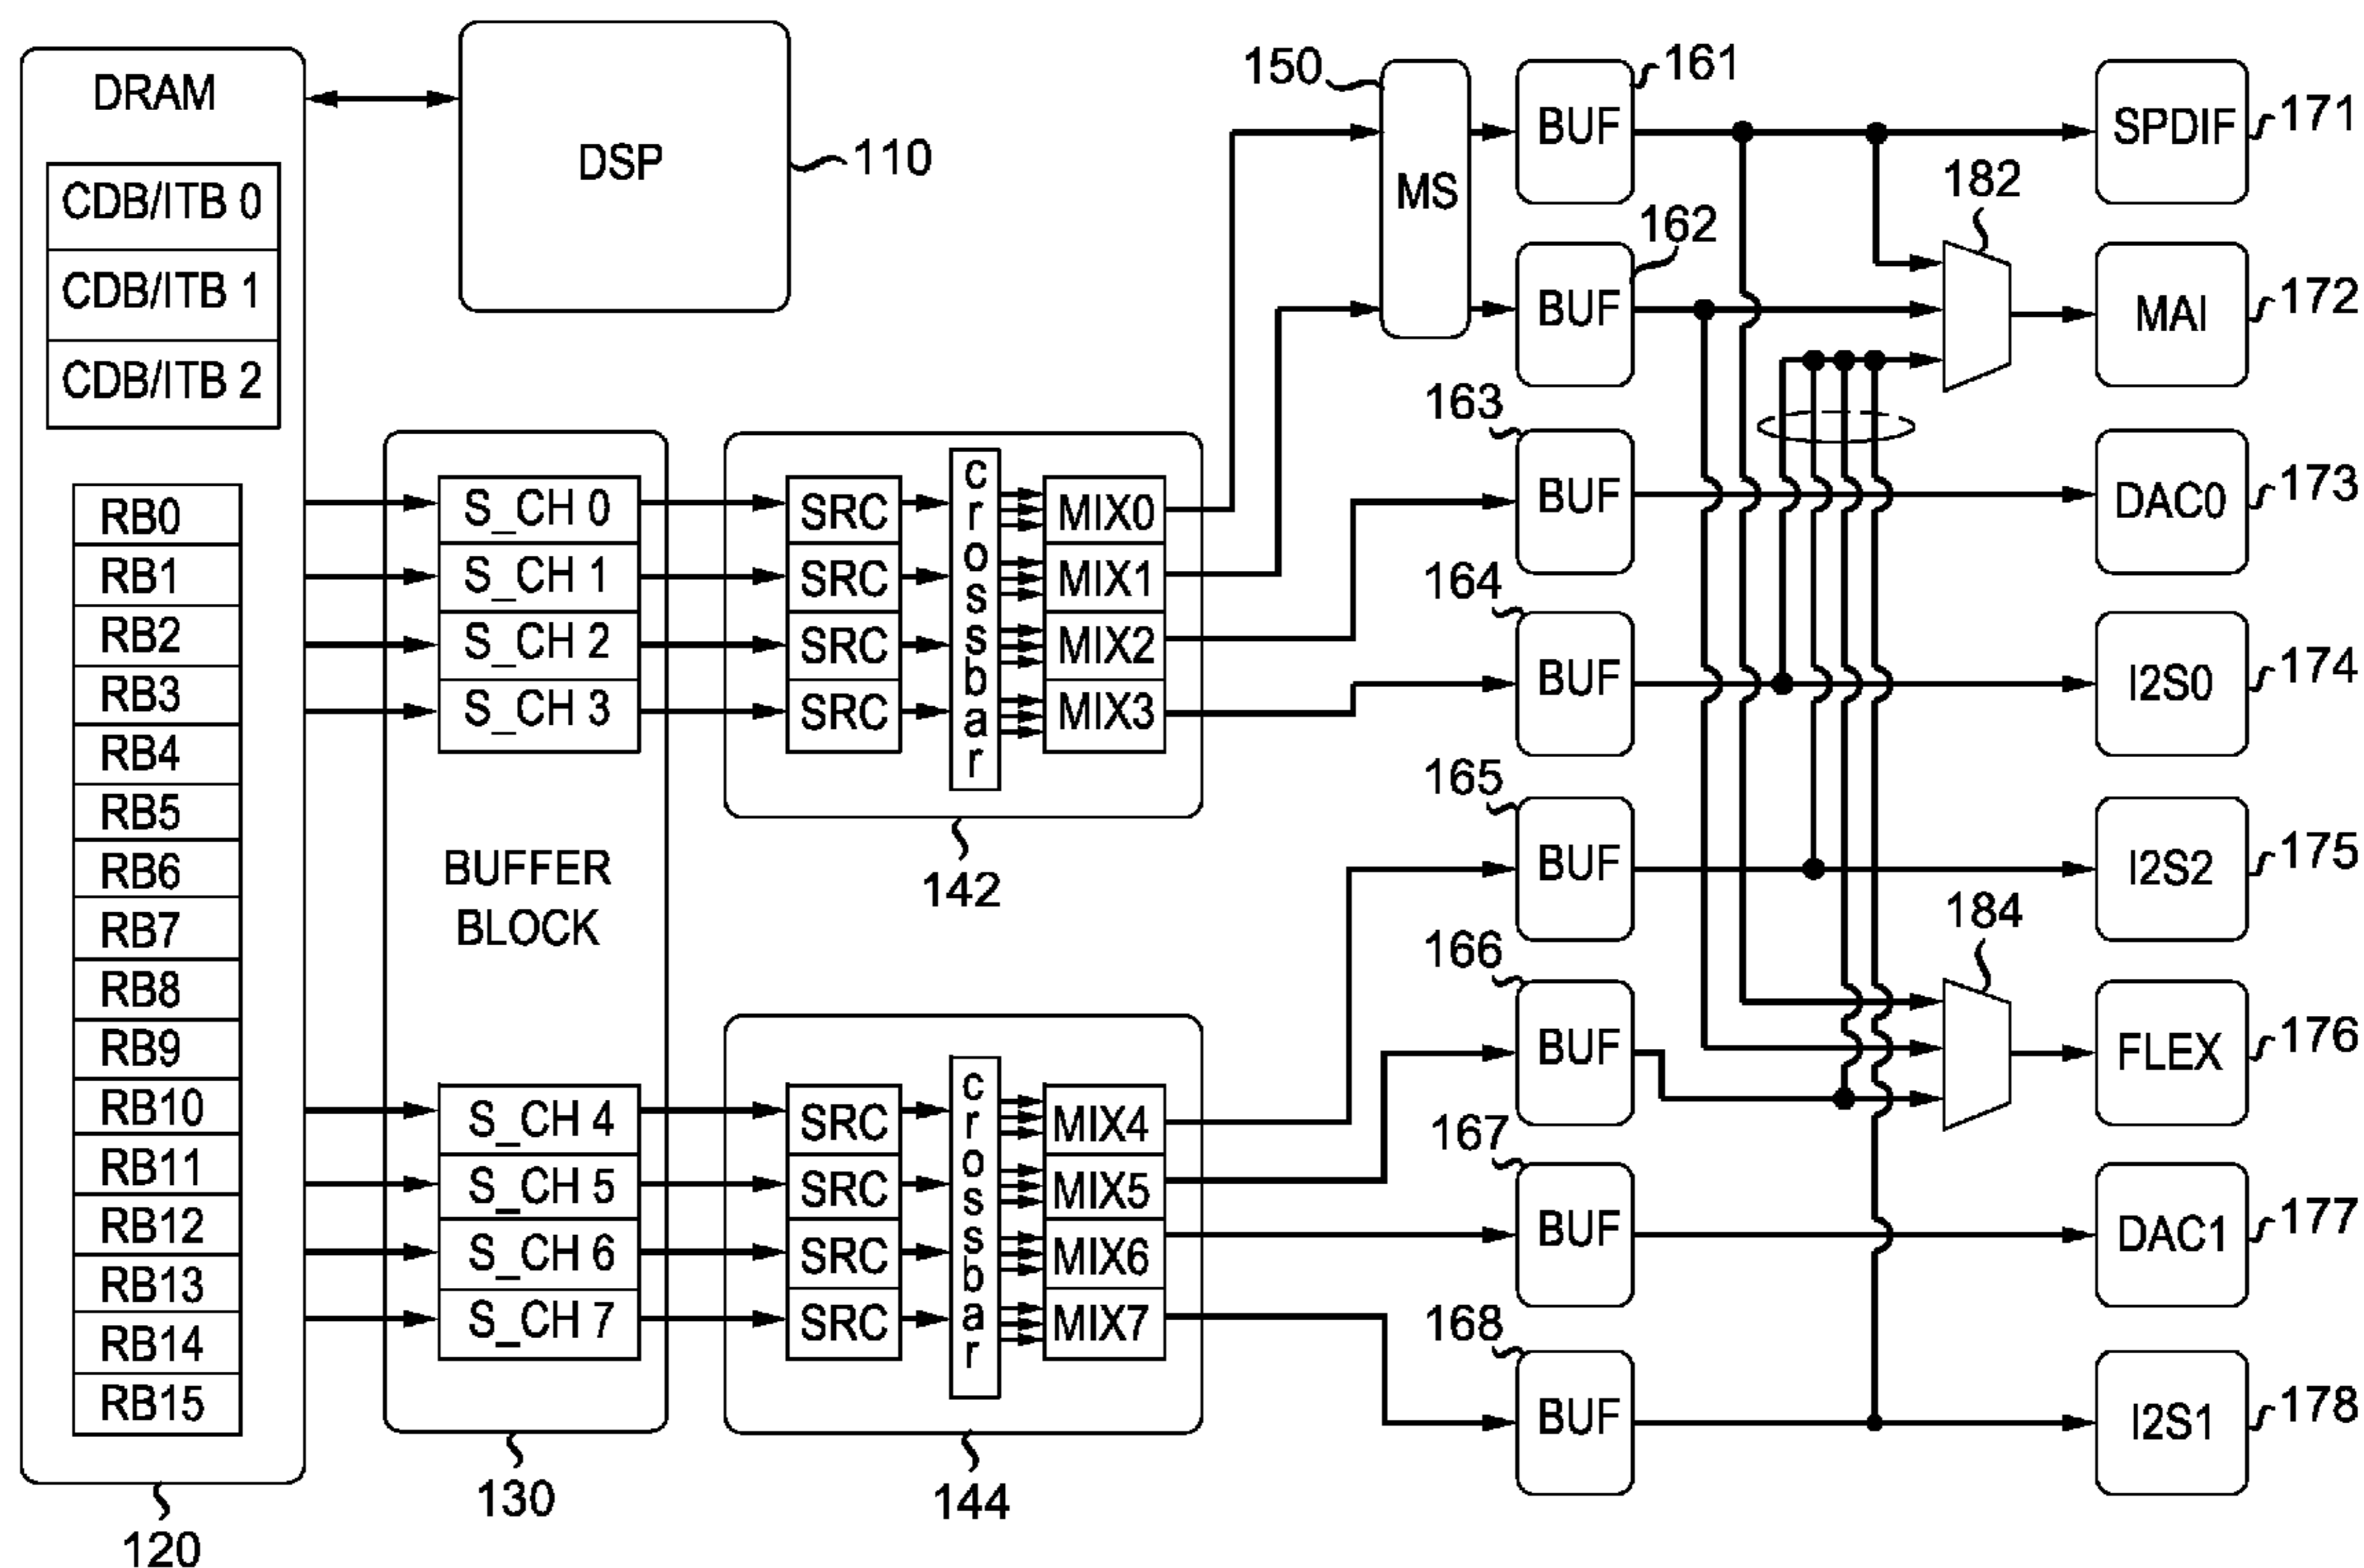 DRAM
CDB/ITB 0
CDB/ITB 1
CDB/ITB 2
RB0
RB1
RB2
RB3
RB4
RB5
RB6
RB7
RB8
RB9
RB10
RB11
RB12
RB13
RB14
RB15
120
DSP
110
S_CH 0
S_CH 1
S_CH 2
S_CH 3
BUFFER
BLOCK
S_CH 4
S_CH 5
S_CH 6
S_CH 7
130
SRC
SRC
SRC
SRC
crossbar
MIX0
MIX1
MIX2
MIX3
142
SRC
SRC
SRC
SRC
crossbar
MIX4
MIX5
MIX6
MIX7
144
150
MS
BUF
161
BUF
162
163
BUF
164
BUF
165
BUF
166
BUF
167
BUF
168
BUF
182
184
SPDIF
171
MAI
172
DAC0
173
I2S0
174
I2S2
175
FLEX
176
DAC1
177
I2S1
178